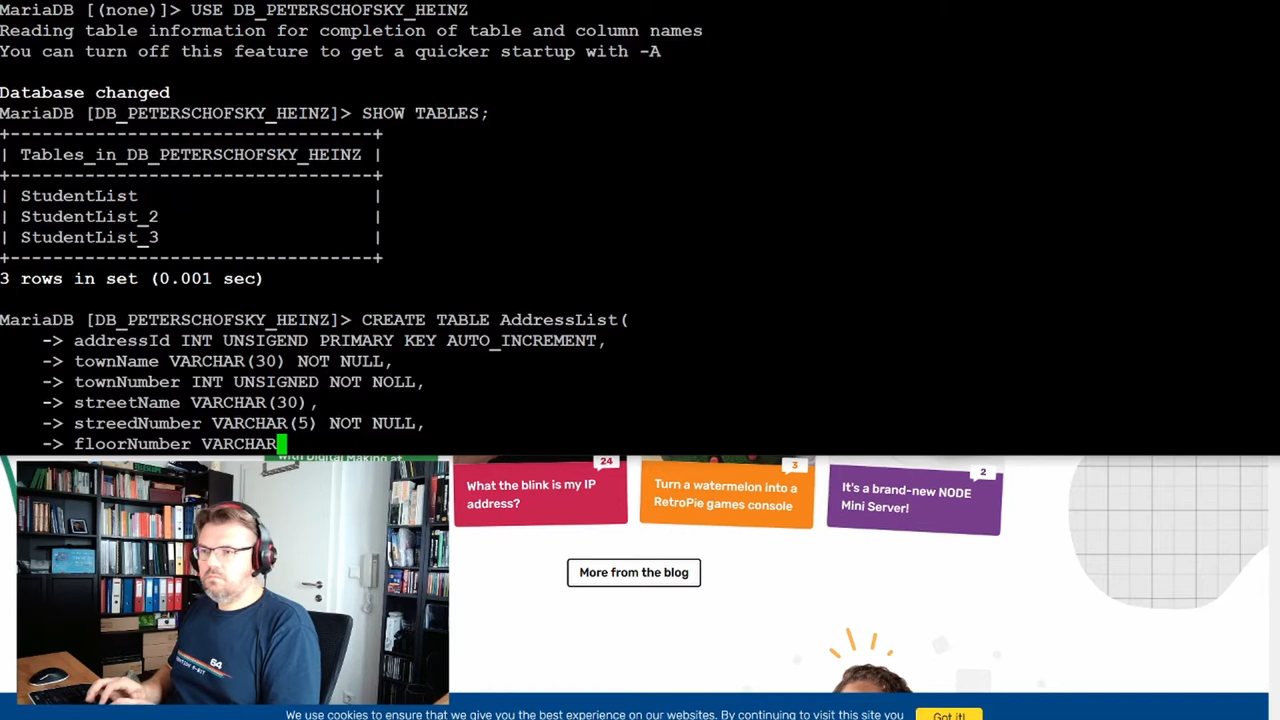 MariaDB [(none)]> USE DB_PETERSCHOFSKY_HEINZ
Reading table information for completion of table and column names
You can turn off this feature to get a quicker startup with -A
Database changed
MariaDB [DB_PETERSCHOFSKY_HEINZ]> SHOW TABLES;
+----------------------------------+
| Tables_in_DB_PETERSCHOFSKY_HEINZ |
+----------------------------------+
| StudentList |
| StudentList_2 |
| StudentList_3 |
+----------------------------------+
3 rows in set (0.001 sec)
MariaDB [DB_PETERSCHOFSKY_HEINZ]> CREATE TABLE AddressList(
-> addressId INT UNSIGEND PRIMARY KEY AUTO_INCREMENT,
-> townName VARCHAR(30) NOT NULL,
-> townNumber INT UNSIGNED NOT NOLL,
-> streetName VARCHAR(30),
-> streedNumber VARCHAR(5) NOT NULL,
-> floorNumber VARCHAR
with Digital Making at
24
What the blink is my IP
address?
3
Turn a watermelon into a
RetroPie games console
2
It's a brand-new NODE
Mini Server!
More from the blog
64
We use cookies to ensure that we give you the best experience on our websites. By continuing to visit this site you
Got it!